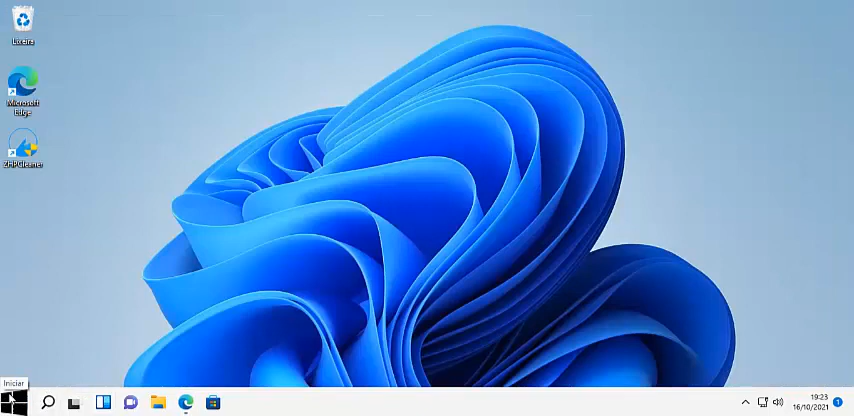 Lixeira
Microsoft
Edge
ZHPCleaner
Iniciar
19:23
16/10/2021
1